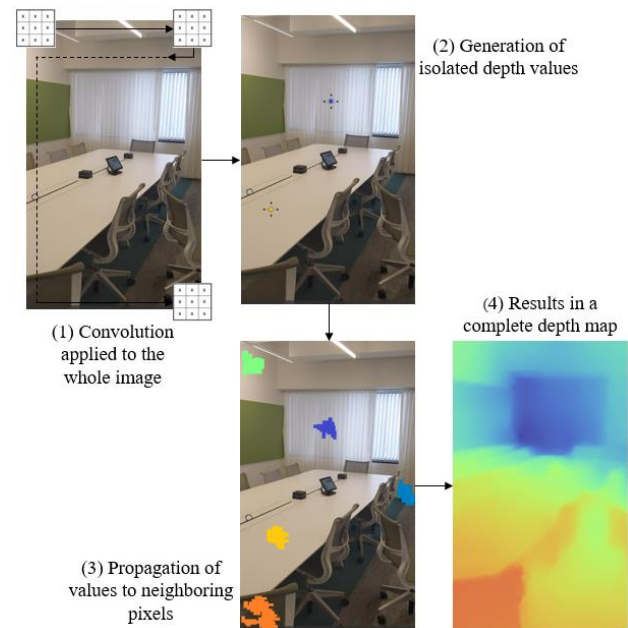 (2) Generation of
isolated depth values
(1) Convolution
applied to the
whole image
(4) Results in a
complete depth map
(3) Propagation of
values to neighboring
pixels